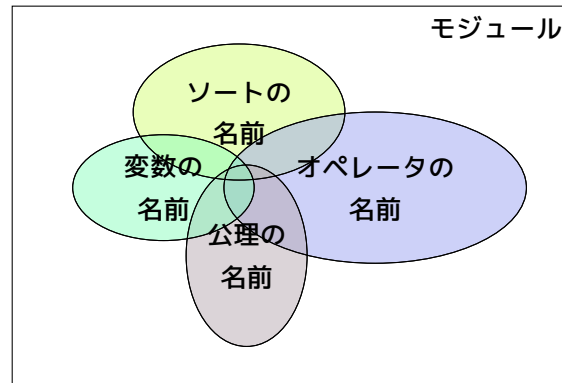 モジュール
ソートの
名前
変数の
名前
オペレータの
名前
公理の
名前